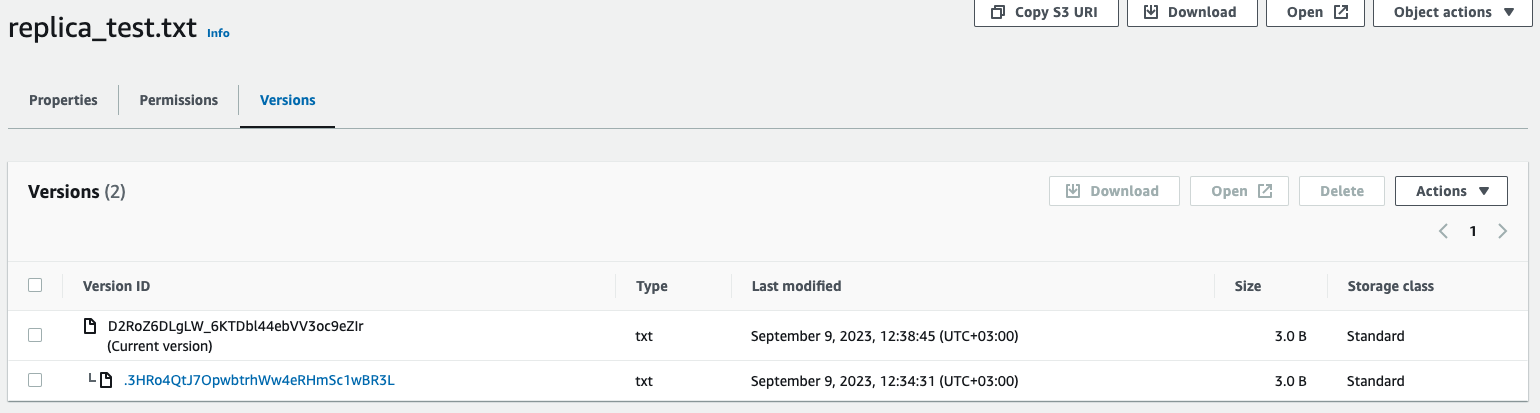 replica_test.txt Info
Copy S3 URI Download Open Object actions
Properties Permissions Versions
Versions (2)
Download Open Delete Actions
1
Version ID Type Last modified Size Storage class
D2RoZ6DLgLW_6KTDbl44ebVV3oc9eZIr
(Current version) txt September 9, 2023, 12:38:45 (UTC+03:00) 3.0 B Standard
.3HRo4QtJ7OpwbtrhWw4eRHmSc1wBR3L txt September 9, 2023, 12:34:31 (UTC+03:00) 3.0 B Standard